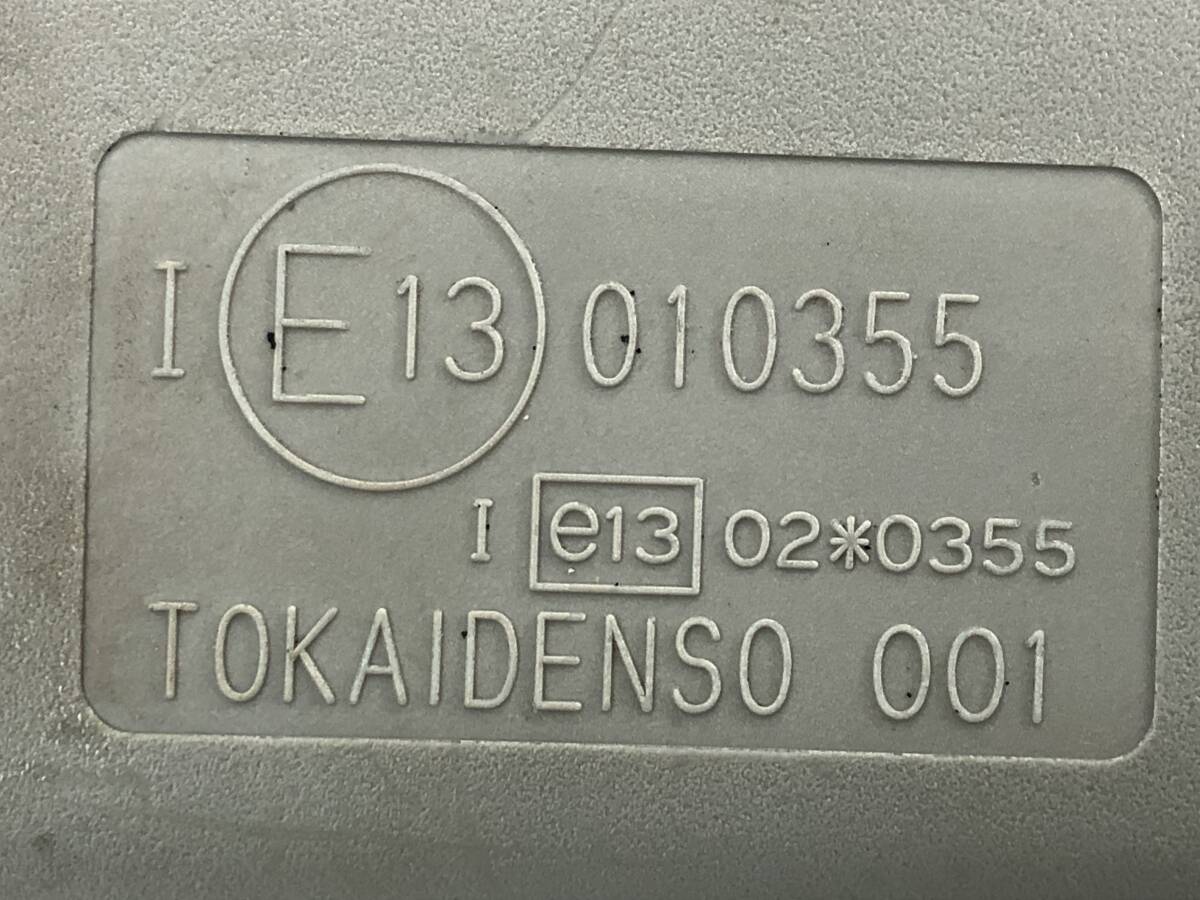 I E13 010355
I e13 02*0355
TOKAIDENSO 001